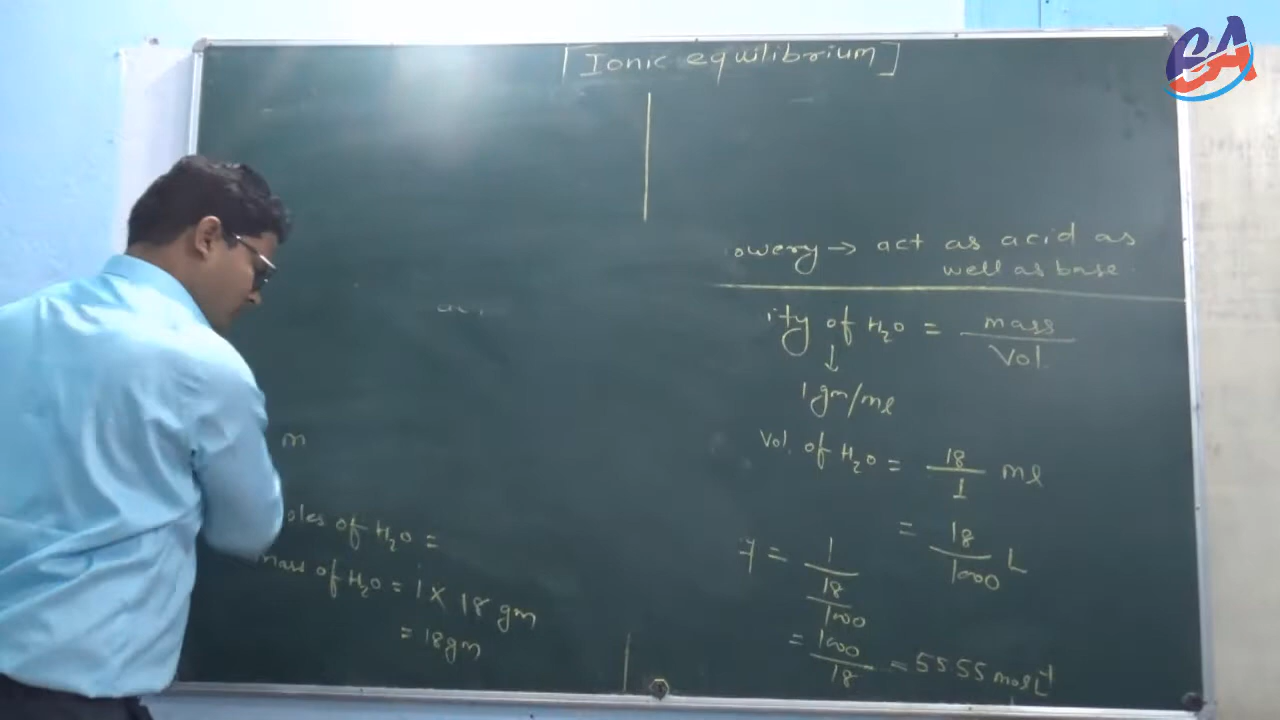 [Ionic equilibrium]
owery → act as acid as
well as base.
ity of H₂O = mass / Vol.
↓
1 gm/ml
Vol. of H₂O = 18/1 ml
= 18/1000 L
m
oles of H₂O =
mass of H₂O = 1 × 18 gm
= 18 gm
= 1 / (18/1000)
= 1000/18 = 55.55 mol L⁻¹